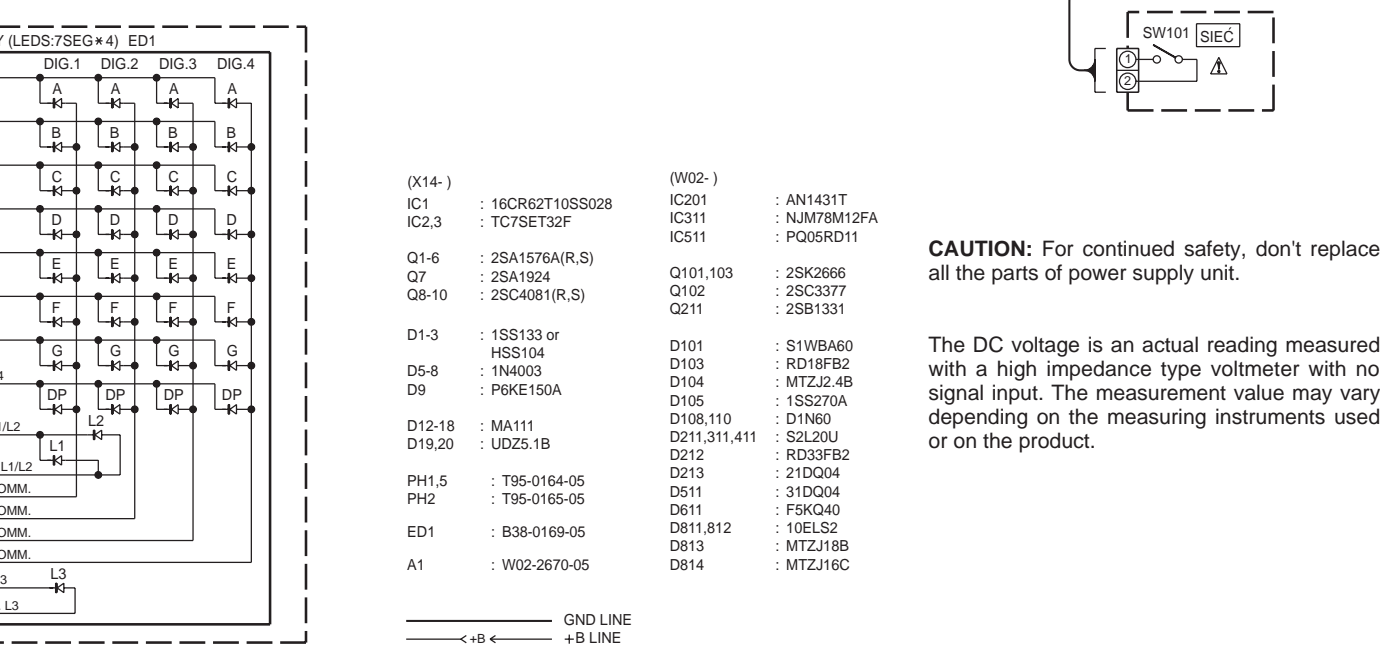 Y (LEDS:7SEG*4) ED1
DIG.1 DIG.2 DIG.3 DIG.4
A A A A
B B B B
C C C C
D D D D
E E E E
F F F F
G G G G
4
DP DP DP DP
1/L2
L2
L1
L1/L2
OMM.
OMM.
OMM.
OMM.
3
L3
L3
(X14- )
IC1 : 16CR62T10SS028
IC2,3 : TC7SET32F
Q1-6 : 2SA1576A(R,S)
Q7 : 2SA1924
Q8-10 : 2SC4081(R,S)
D1-3 : 1SS133 or
HSS104
D5-8 : 1N4003
D9 : P6KE150A
D12-18 : MA111
D19,20 : UDZ5.1B
PH1,5 : T95-0164-05
PH2 : T95-0165-05
ED1 : B38-0169-05
A1 : W02-2670-05
GND LINE
+B +B LINE
(W02- )
IC201 : AN1431T
IC311 : NJM78M12FA
IC511 : PQ05RD11
Q101,103 : 2SK2666
Q102 : 2SC3377
Q211 : 2SB1331
D101 : S1WBA60
D103 : RD18FB2
D104 : MTZJ2.4B
D105 : 1SS270A
D108,110 : D1N60
D211,311,411 : S2L20U
D212 : RD33FB2
D213 : 21DQ04
D511 : 31DQ04
D611 : F5KQ40
D811,812 : 10ELS2
D813 : MTZJ18B
D814 : MTZJ16C
SW101 SIEĆ
1
2
CAUTION: For continued safety, don't replace
all the parts of power supply unit.
The DC voltage is an actual reading measured
with a high impedance type voltmeter with no
signal input. The measurement value may vary
depending on the measuring instruments used
or on the product.